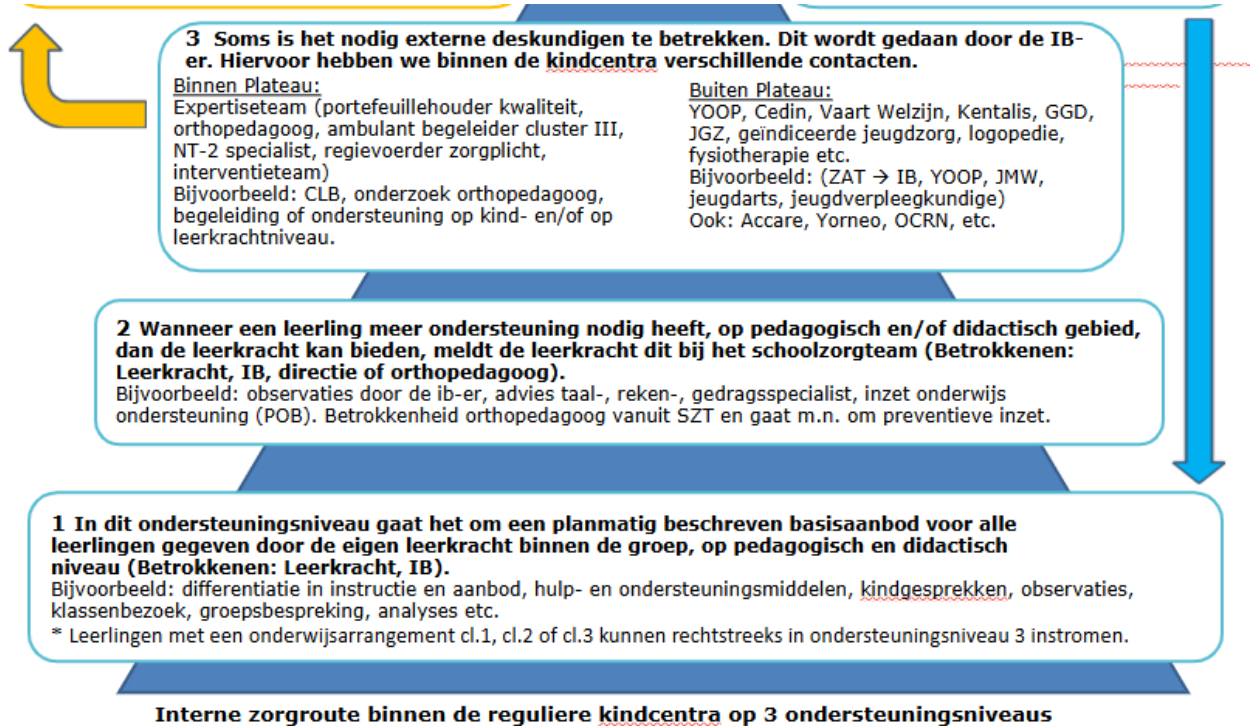 3 Soms is het nodig externe deskundigen te betrekken. Dit wordt gedaan door de IB-
er. Hiervoor hebben we binnen de kindcentra verschillende contacten.
Binnen Plateau:
Expertiseteam (portefeuillehouder kwaliteit,
orthopedagoog, ambulant begeleider cluster III,
NT-2 specialist, regievoerder zorgplicht,
interventieteam)
Bijvoorbeeld: CLB, onderzoek orthopedagoog,
begeleiding of ondersteuning op kind- en/of op
leerkrachtniveau.
Buiten Plateau:
YOOP, Cedin, Vaart Welzijn, Kentalis, GGD,
JGZ, geïndiceerde jeugdzorg, logopedie,
fysiotherapie etc.
Bijvoorbeeld: (ZAT → IB, YOOP, JMW,
jeugdarts, jeugdverpleegkundige)
Ook: Accare, Yorneo, OCRN, etc.
2 Wanneer een leerling meer ondersteuning nodig heeft, op pedagogisch en/of didactisch gebied,
dan de leerkracht kan bieden, meldt de leerkracht dit bij het schoolzorgteam (Betrokkenen:
Leerkracht, IB, directie of orthopedagoog).
Bijvoorbeeld: observaties door de ib-er, advies taal-, reken-, gedragsspecialist, inzet onderwijs
ondersteuning (POB). Betrokkenheid orthopedagoog vanuit SZT en gaat m.n. om preventieve inzet.
1 In dit ondersteuningsniveau gaat het om een planmatig beschreven basisaanbod voor alle
leerlingen gegeven door de eigen leerkracht binnen de groep, op pedagogisch en didactisch
niveau (Betrokkenen: Leerkracht, IB).
Bijvoorbeeld: differentiatie in instructie en aanbod, hulp- en ondersteuningsmiddelen, kindgesprekken, observaties,
klassenbezoek, groepsbespreking, analyses etc.
* Leerlingen met een onderwijsarrangement cl.1, cl.2 of cl.3 kunnen rechtstreeks in ondersteuningsniveau 3 instromen.
Interne zorgroute binnen de reguliere kindcentra op 3 ondersteuningsniveaus